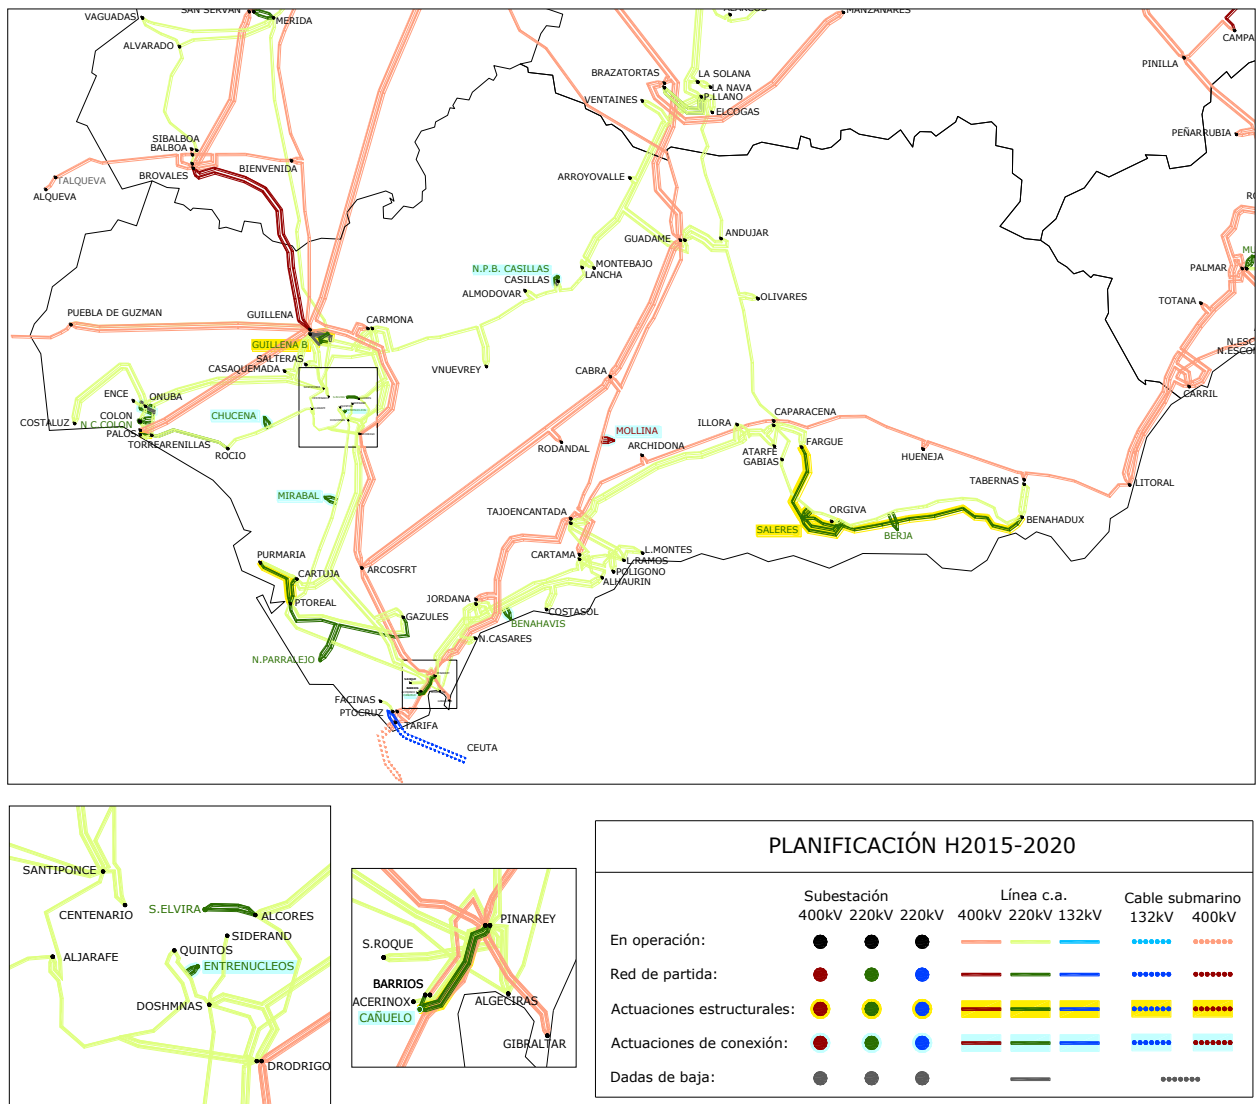 SAN SERVAN
VAGUADAS
MERIDA
ALVARADO
MANZANARES
CAMPA
PINILLA
BRAZATORTAS
LA SOLANA
LA NAVA
P.LLANO
VENTAINES
ELCOGAS
PEÑARRUBIA
SIBALBOA
BALBOA
BROVALES
BIENVENIDA
TALQUEVA
ALQUEVA
ARROYOVALLE
GUADAME
ANDUJAR
MU
PALMAR
N.P.B. CASILLAS
CASILLAS
MONTEBAJO
LANCHA
ALMODOVAR
OLIVARES
TOTANA
PUEBLA DE GUZMAN
GUILLENA
CARMONA
GUILLENA B
N.ESC
N.ESCOM
SALTERAS
CASAQUEMADA
VNUEVREY
CABRA
CARRIL
ENCE
ONUBA
COLON
N.C.COLON
COSTALUZ
PALOS
TORREARENILLAS
CHUCENA
ROCIO
ILLORA
CAPARACENA
MOLLINA
ARCHIDONA
RODANDAL
ATARFE
GABIAS
FARGUE
HUENEJA
TABERNAS
LITORAL
MIRABAL
TAJOENCANTADA
SALERES
ORGIVA
BERJA
BENAHADUX
PURMARIA
CARTUJA
ARCOSFRT
CARTAMA
L.MONTES
L.RAMOS
POLIGONO
ALHAURIN
PTOREAL
JORDANA
GAZULES
COSTASOL
BENAHAVIS
N.CASARES
N.PARRALEJO
FACINAS
PTOCRUZ
TARIFA
CEUTA
SANTIPONCE
CENTENARIO
S.ELVIRA
ALCORES
SIDERAND
QUINTOS
ALJARAFE
ENTRENUCLEOS
DOSHMNAS
DRODRIGO
PINARREY
S.ROQUE
BARRIOS
ACERINOX
CAÑUELO
ALGECIRAS
GIBRALTAR
PLANIFICACIÓN H2015-2020
Subestación Línea c.a. Cable submarino
400kV 220kV 220kV 400kV 220kV 132kV 132kV 400kV
En operación:
Red de partida:
Actuaciones estructurales:
Actuaciones de conexión:
Dadas de baja: